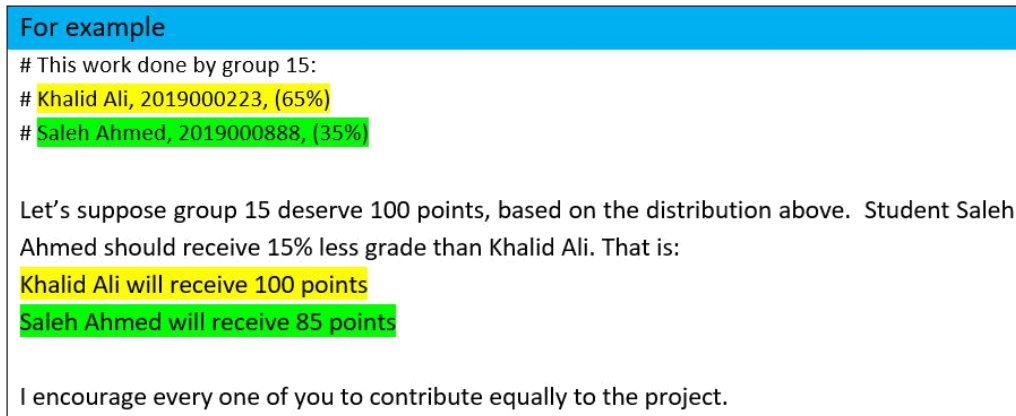 For example
# This work done by group 15:
# Khalid Ali, 2019000223, (65%)
# Saleh Ahmed, 2019000888, (35%)
Let’s suppose group 15 deserve 100 points, based on the distribution above.  Student Saleh
Ahmed should receive 15% less grade than Khalid Ali. That is:
Khalid Ali will receive 100 points
Saleh Ahmed will receive 85 points
I encourage every one of you to contribute equally to the project.